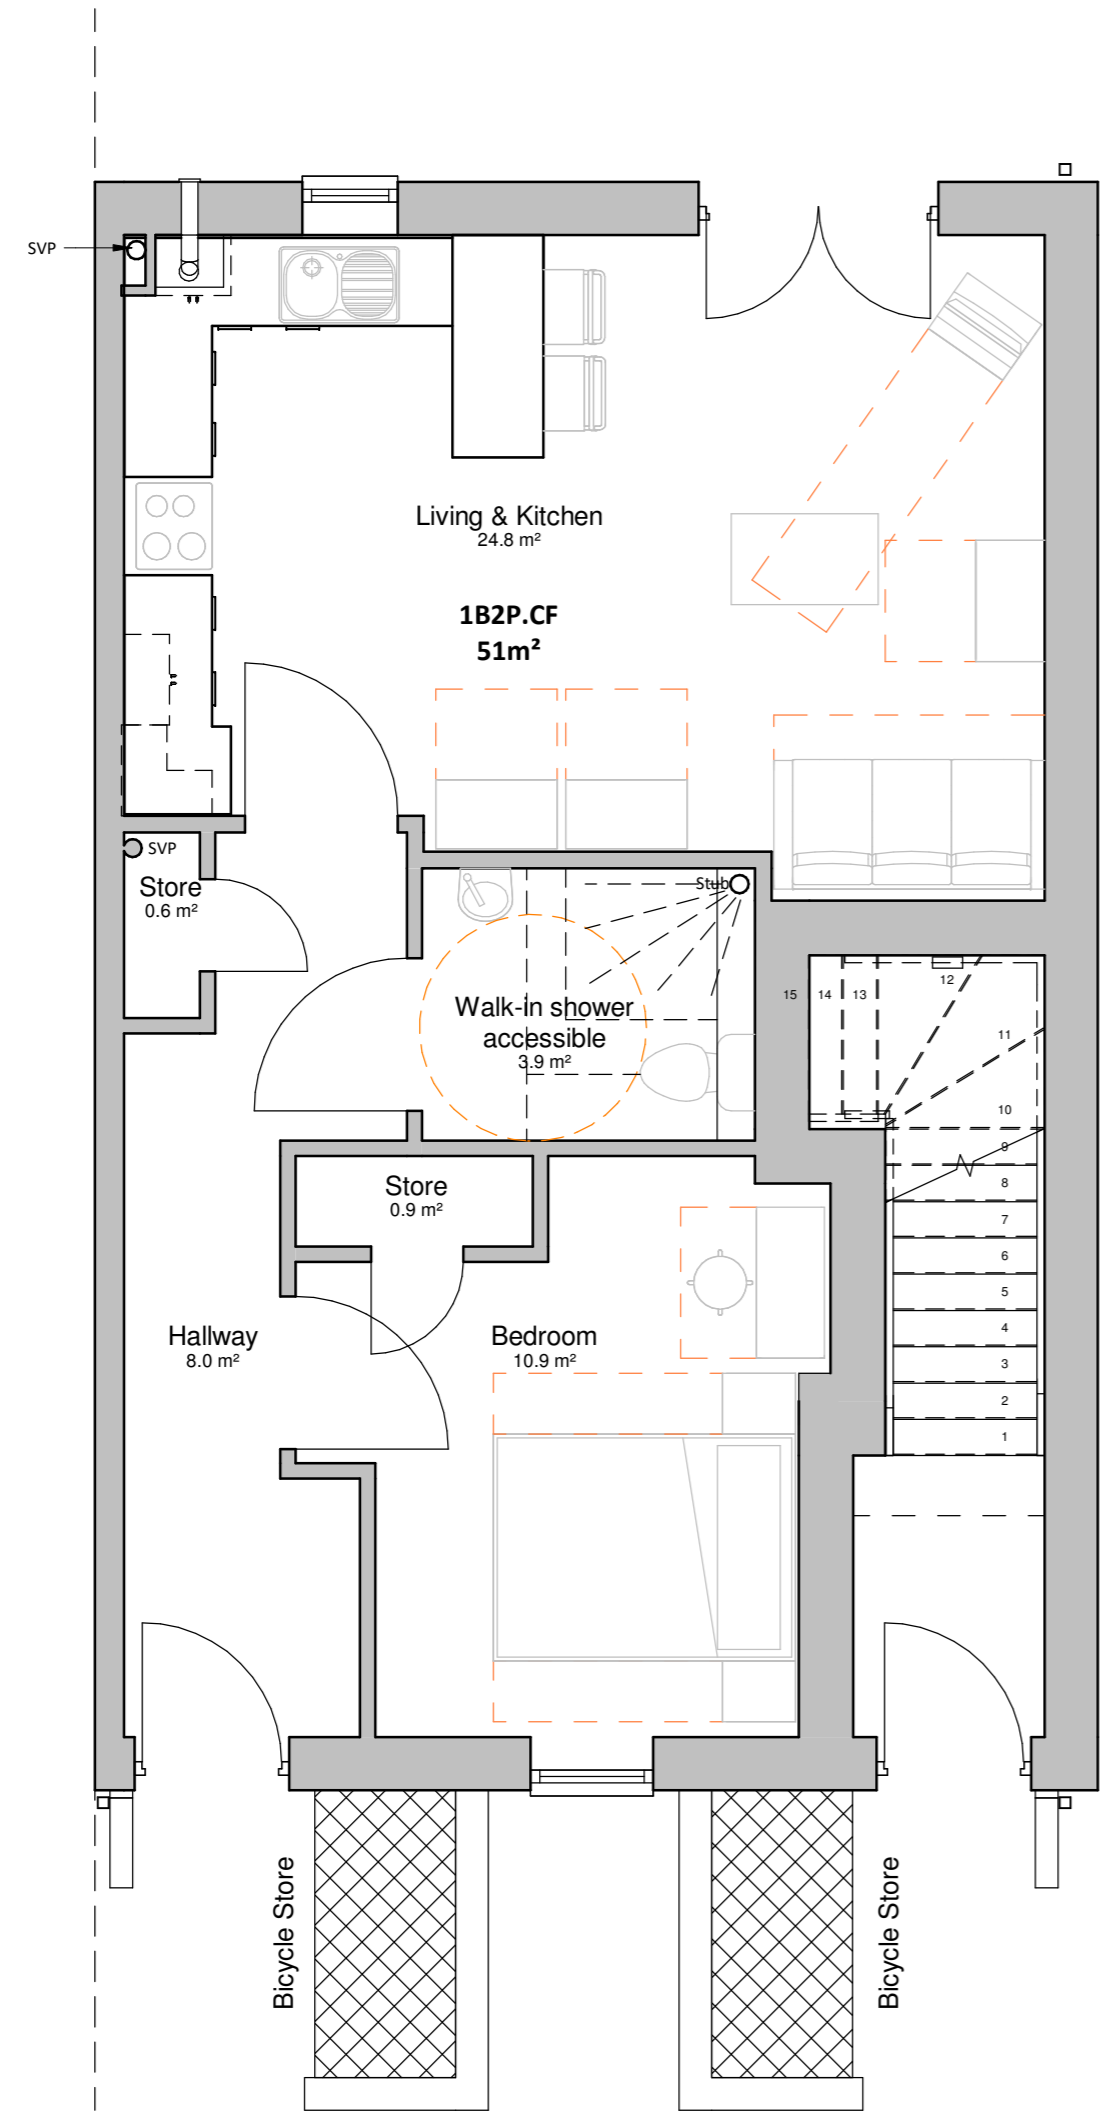 SVP
Living & Kitchen
24.8 m²
1B2P.CF
51m²
SVP
Store
0.6 m²
Stub
Walk-in shower
accessible
3.9 m²
15
14
13
12
11
10
9
8
7
6
5
4
3
2
1
Store
0.9 m²
Hallway
8.0 m²
Bedroom
10.9 m²
Bicycle Store
Bicycle Store